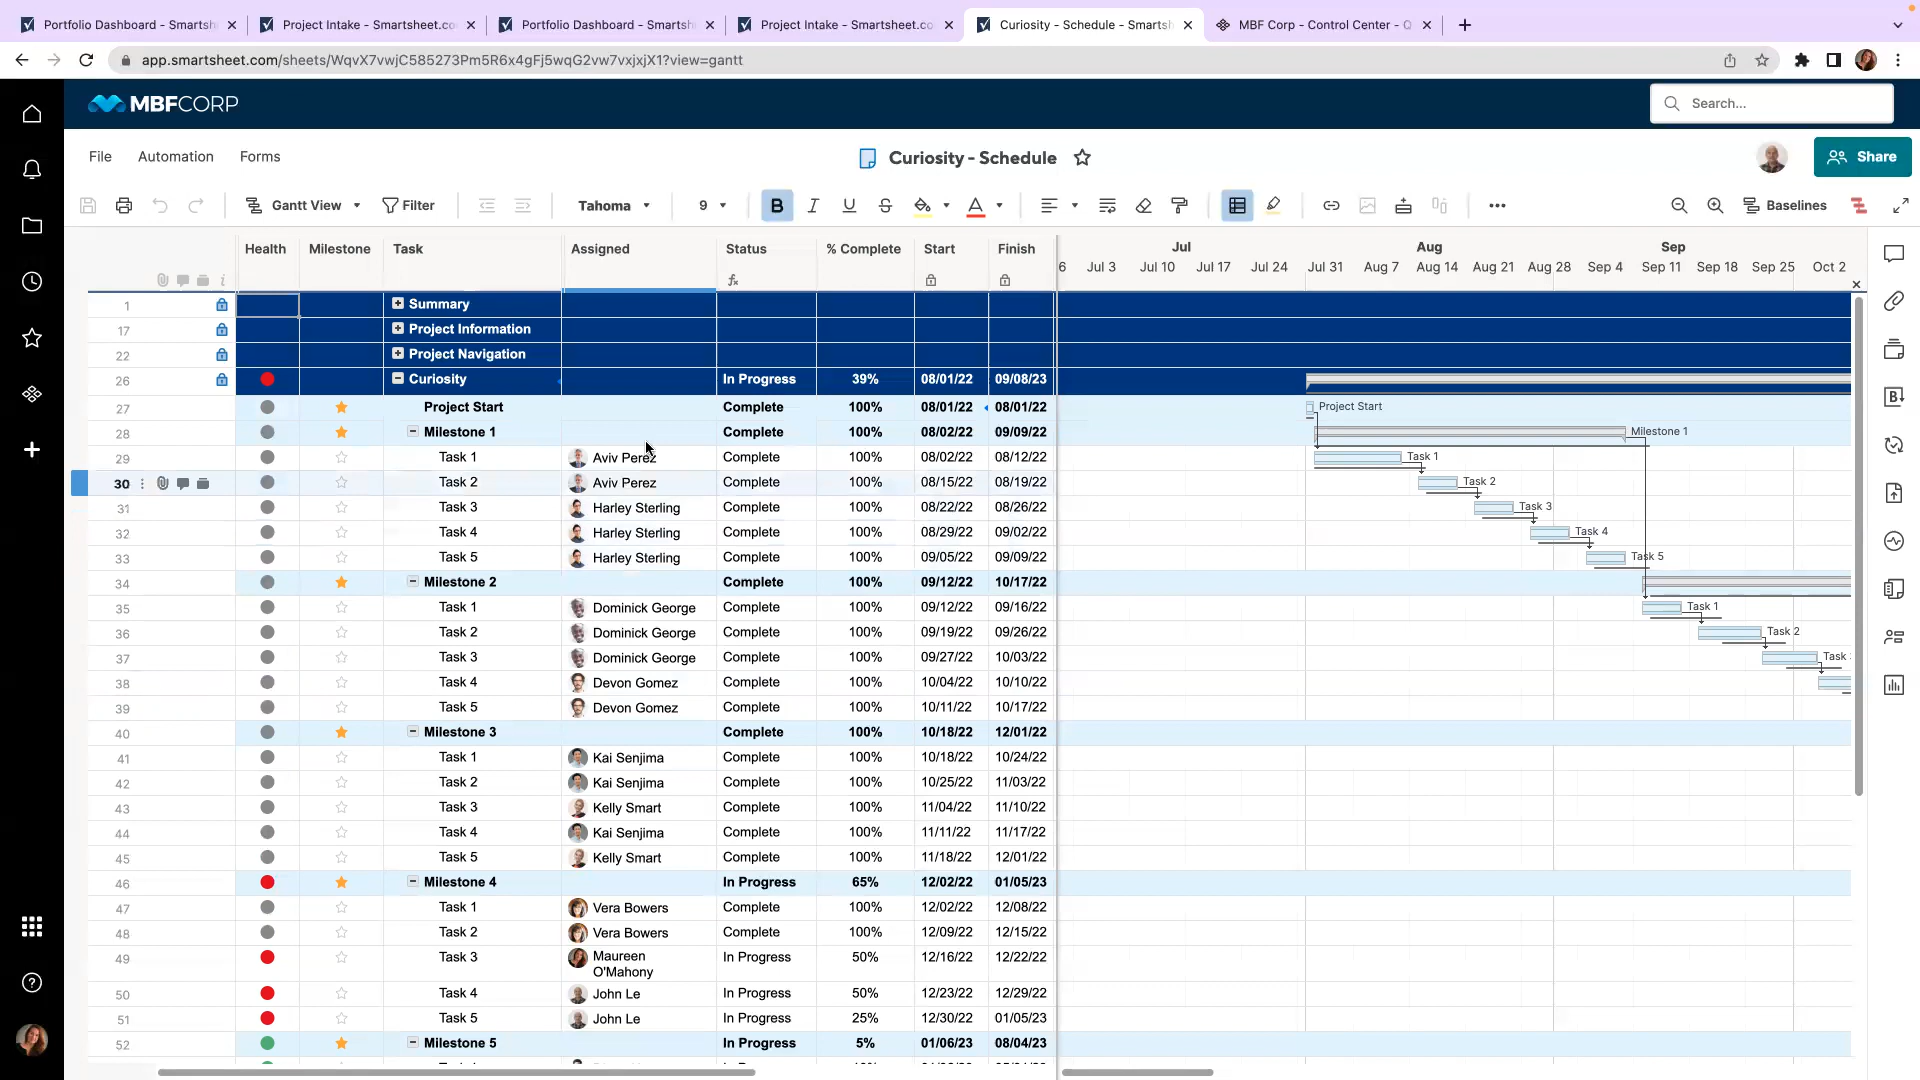 Portfolio Dashboard - Smartsh
Project Intake - Smartsheet.co
Portfolio Dashboard - Smartsh
Project Intake - Smartsheet.co
Curiosity - Schedule - Smartsh
MBF Corp - Control Center - Q
app.smartsheet.com/sheets/WqvX7vwjC585273Pm5R6x4gFj5wqG2vw7vxjxjX1?view=gantt
MBFCORP
Search...
File Automation Forms
Curiosity - Schedule
Share
Gantt View Filter Tahoma 9 B I U S A Baselines
Health Milestone Task Assigned Status % Complete Start Finish
Jul Aug Sep
6 Jul 3 Jul 10 Jul 17 Jul 24 Jul 31 Aug 7 Aug 14 Aug 21 Aug 28 Sep 4 Sep 11 Sep 18 Sep 25 Oct 2
fx
1 Summary
17 Project Information
22 Project Navigation
26 Curiosity In Progress 39% 08/01/22 09/08/23
27 Project Start Complete 100% 08/01/22 08/01/22 Project Start
28 Milestone 1 Complete 100% 08/02/22 09/09/22 Milestone 1
29 Task 1 Aviv Perez Complete 100% 08/02/22 08/12/22 Task 1
30 Task 2 Aviv Perez Complete 100% 08/15/22 08/19/22 Task 2
31 Task 3 Harley Sterling Complete 100% 08/22/22 08/26/22 Task 3
32 Task 4 Harley Sterling Complete 100% 08/29/22 09/02/22 Task 4
33 Task 5 Harley Sterling Complete 100% 09/05/22 09/09/22 Task 5
34 Milestone 2 Complete 100% 09/12/22 10/17/22
35 Task 1 Dominick George Complete 100% 09/12/22 09/16/22 Task 1
36 Task 2 Dominick George Complete 100% 09/19/22 09/26/22 Task 2
37 Task 3 Dominick George Complete 100% 09/27/22 10/03/22 Task
38 Task 4 Devon Gomez Complete 100% 10/04/22 10/10/22
39 Task 5 Devon Gomez Complete 100% 10/11/22 10/17/22
40 Milestone 3 Complete 100% 10/18/22 12/01/22
41 Task 1 Kai Senjima Complete 100% 10/18/22 10/24/22
42 Task 2 Kai Senjima Complete 100% 10/25/22 11/03/22
43 Task 3 Kelly Smart Complete 100% 11/04/22 11/10/22
44 Task 4 Kai Senjima Complete 100% 11/11/22 11/17/22
45 Task 5 Kelly Smart Complete 100% 11/18/22 12/01/22
46 Milestone 4 In Progress 65% 12/02/22 01/05/23
47 Task 1 Vera Bowers Complete 100% 12/02/22 12/08/22
48 Task 2 Vera Bowers Complete 100% 12/09/22 12/15/22
49 Task 3 Maureen In Progress 50% 12/16/22 12/22/22
O'Mahony
50 Task 4 John Le In Progress 50% 12/23/22 12/29/22
51 Task 5 John Le In Progress 25% 12/30/22 01/05/23
52 Milestone 5 In Progress 5% 01/06/23 08/04/23